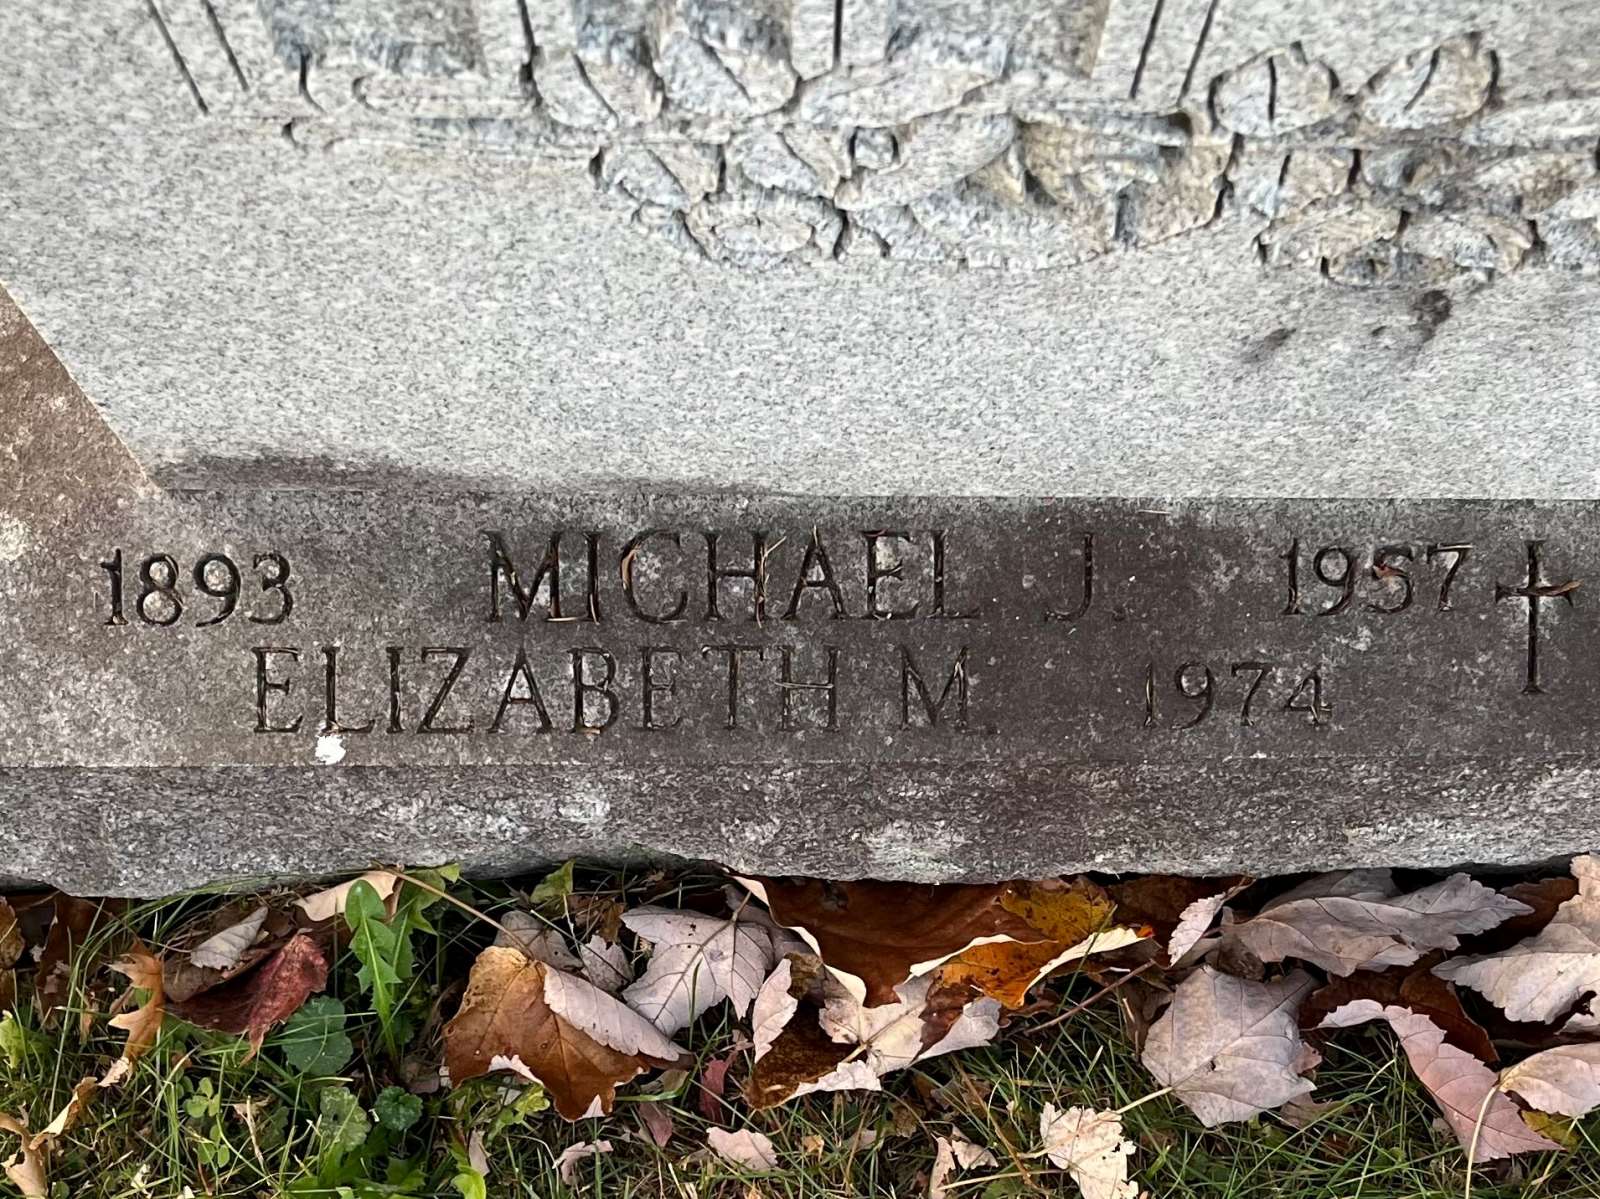 1893 MICHAEL J. 1957
ELIZABETH M. 1974